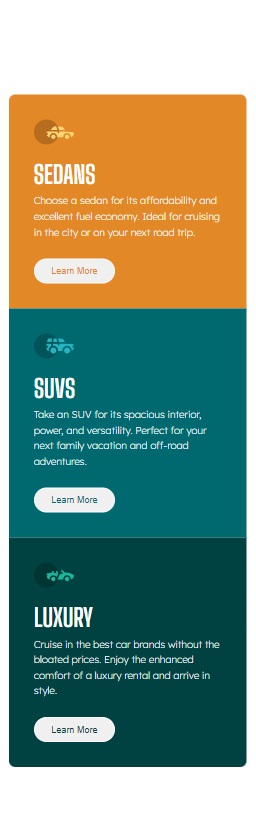 SEDANS
Choose a sedan for its affordability and
excellent fuel economy. Ideal for cruising
in the city or on your next road trip.
Learn More
SUVS
Take an SUV for its spacious interior,
power, and versatility. Perfect for your
next family vacation and off-road
adventures.
Learn More
LUXURY
Cruise in the best car brands without the
bloated prices. Enjoy the enhanced
comfort of a luxury rental and arrive in
style.
Learn More